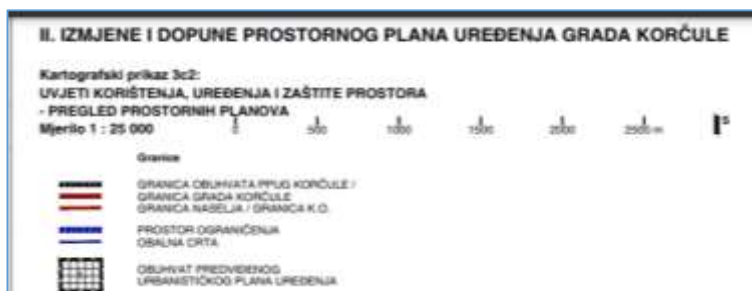 II. IZMJENE I DOPUNE PROSTORNOG PLANA UREĐENJA GRADA KORČULE
Kartografski prikaz 3c2:
UVJETI KORIŠTENJA, UREĐENJA I ZAŠTITE PROSTORA
- PREGLED PROSTORNIH PLANOVA
Mjerilo 1 : 25 000
0 500 1000 1500 2000 2500 m S
Granice
GRANICA OBUHVATA PPUG KORČULE /
GRANICA GRADA KORČULE
GRANICA NASELJA / GRANICA K.O.
PROSTOR OGRANIČENJA
OBALNA CRTA
OBUHVAT PREDVIĐENOG
URBANISTIČKOG PLANA UREĐENJA